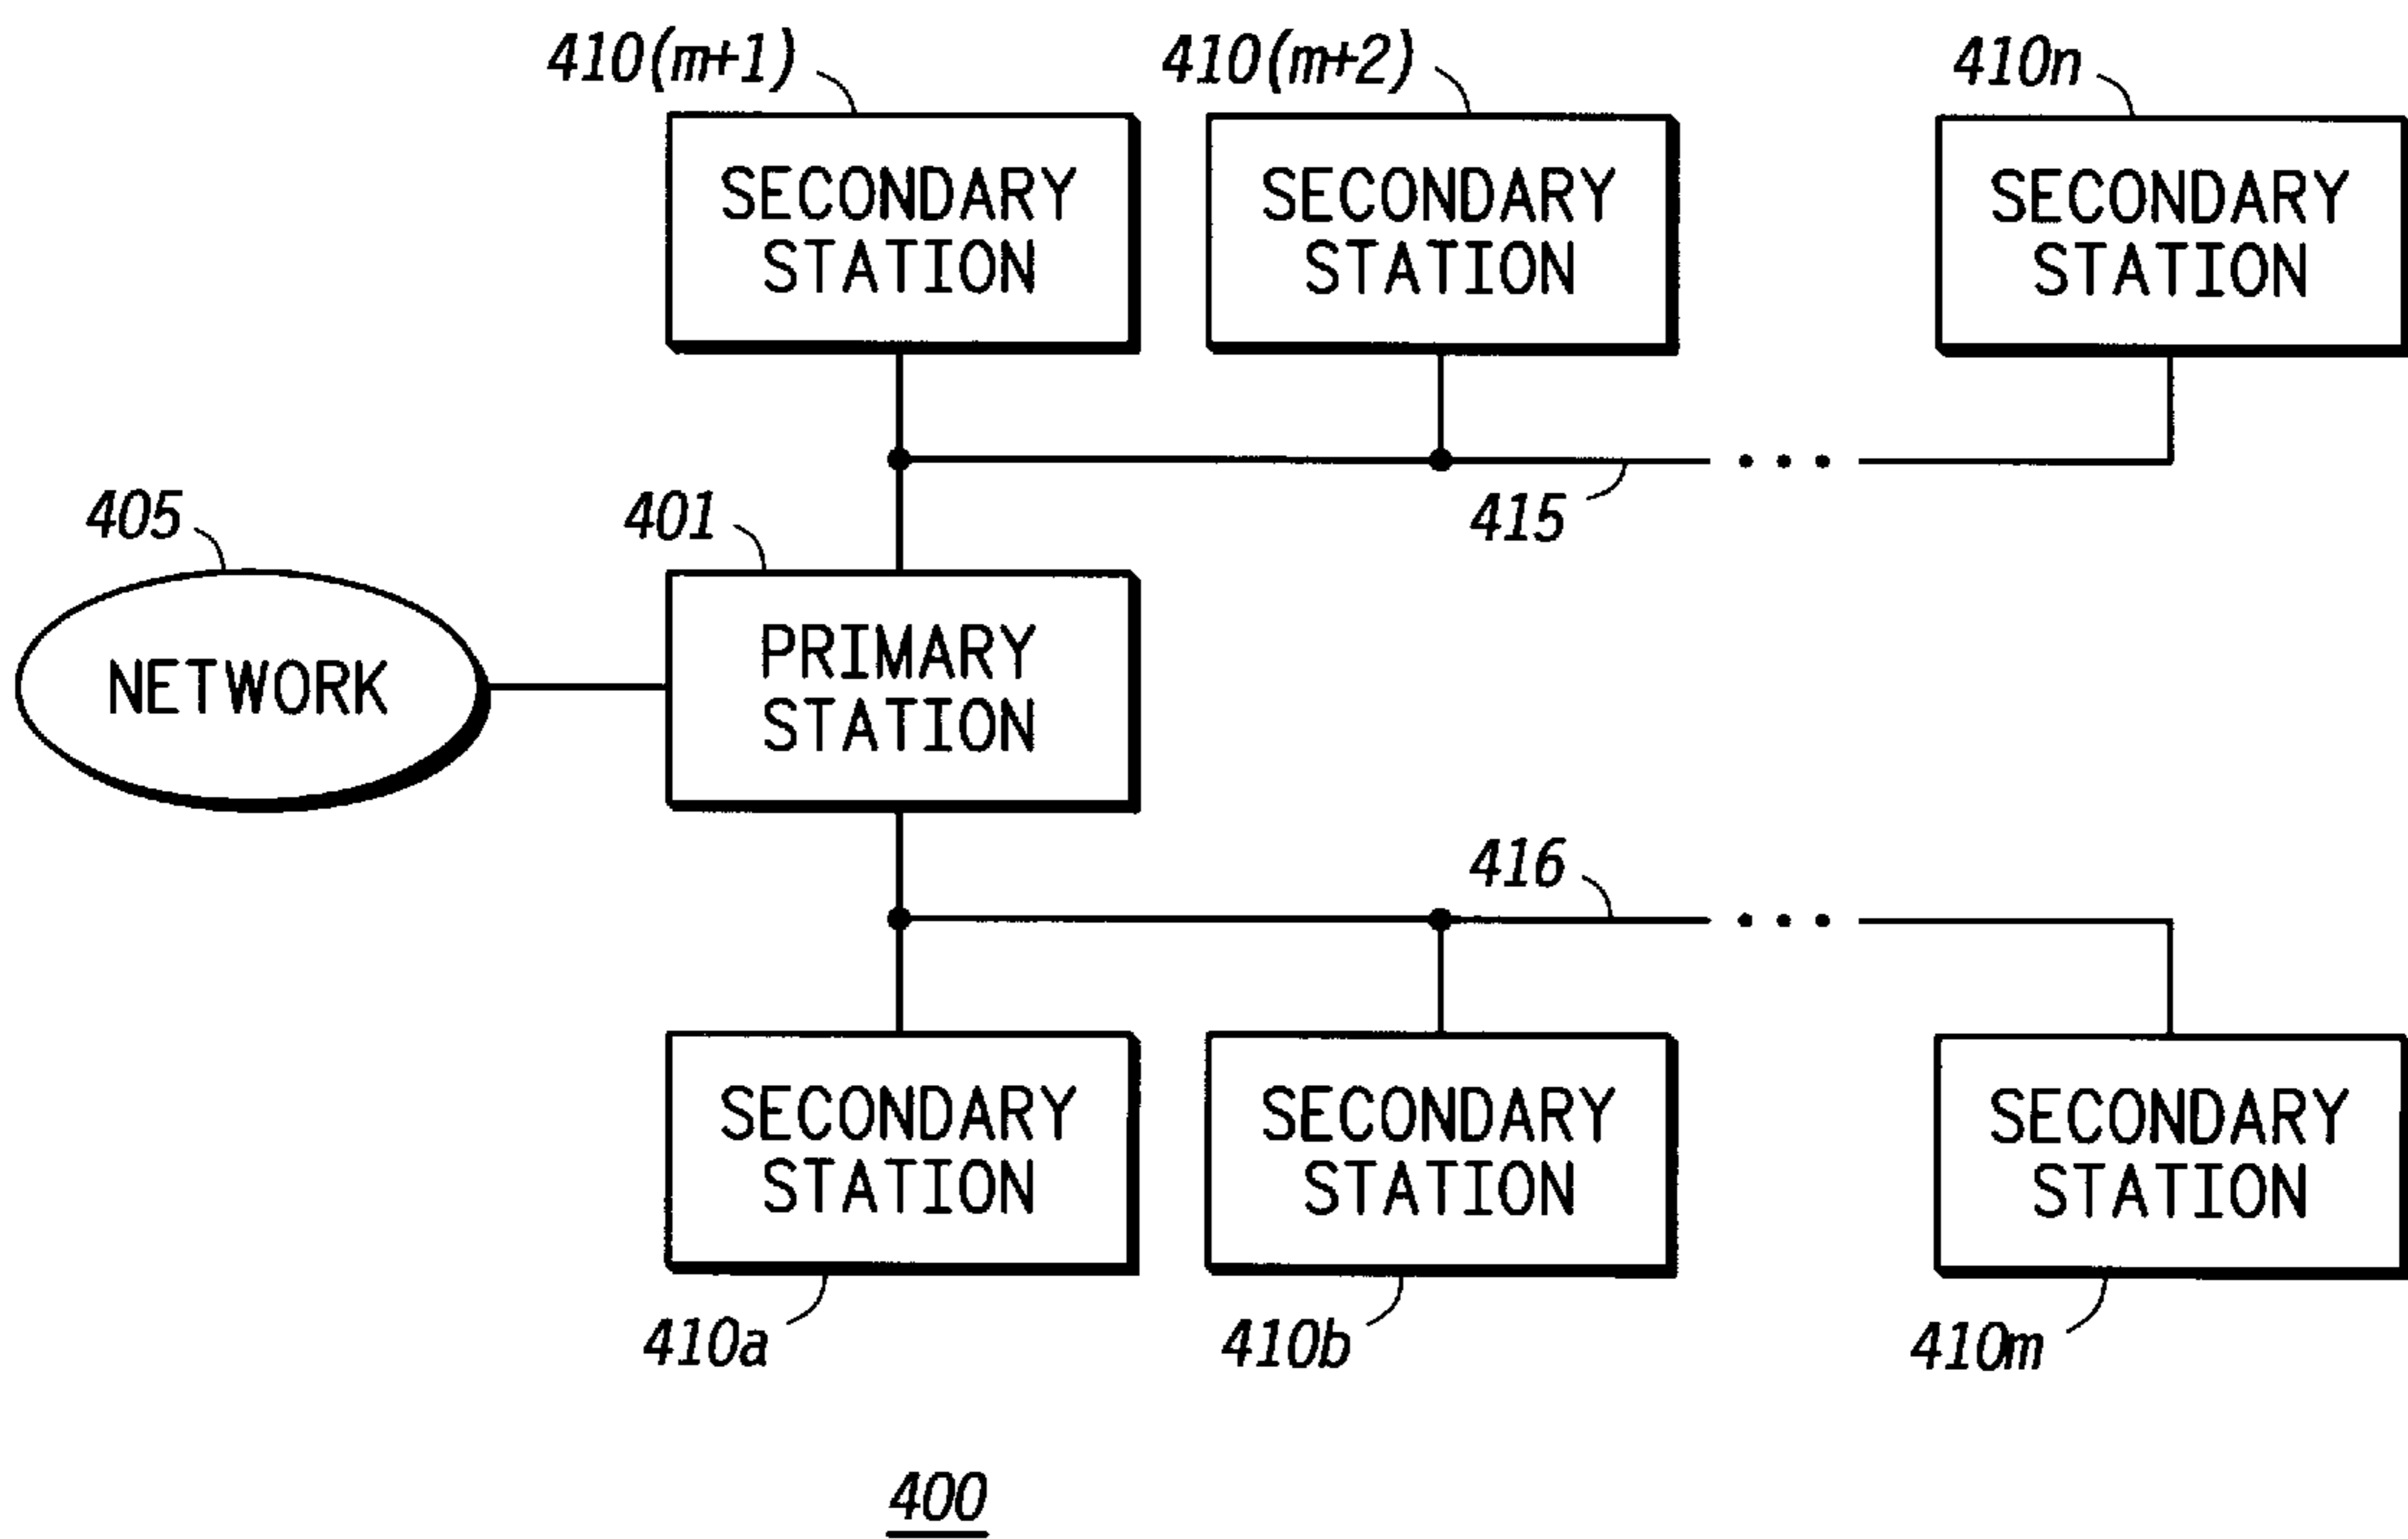 410(m+1)
410(m+2)
410n
SECONDARY
STATION
SECONDARY
STATION
SECONDARY
STATION
405
401
415
NETWORK
PRIMARY
STATION
416
SECONDARY
STATION
SECONDARY
STATION
SECONDARY
STATION
410a
410b
410m
400